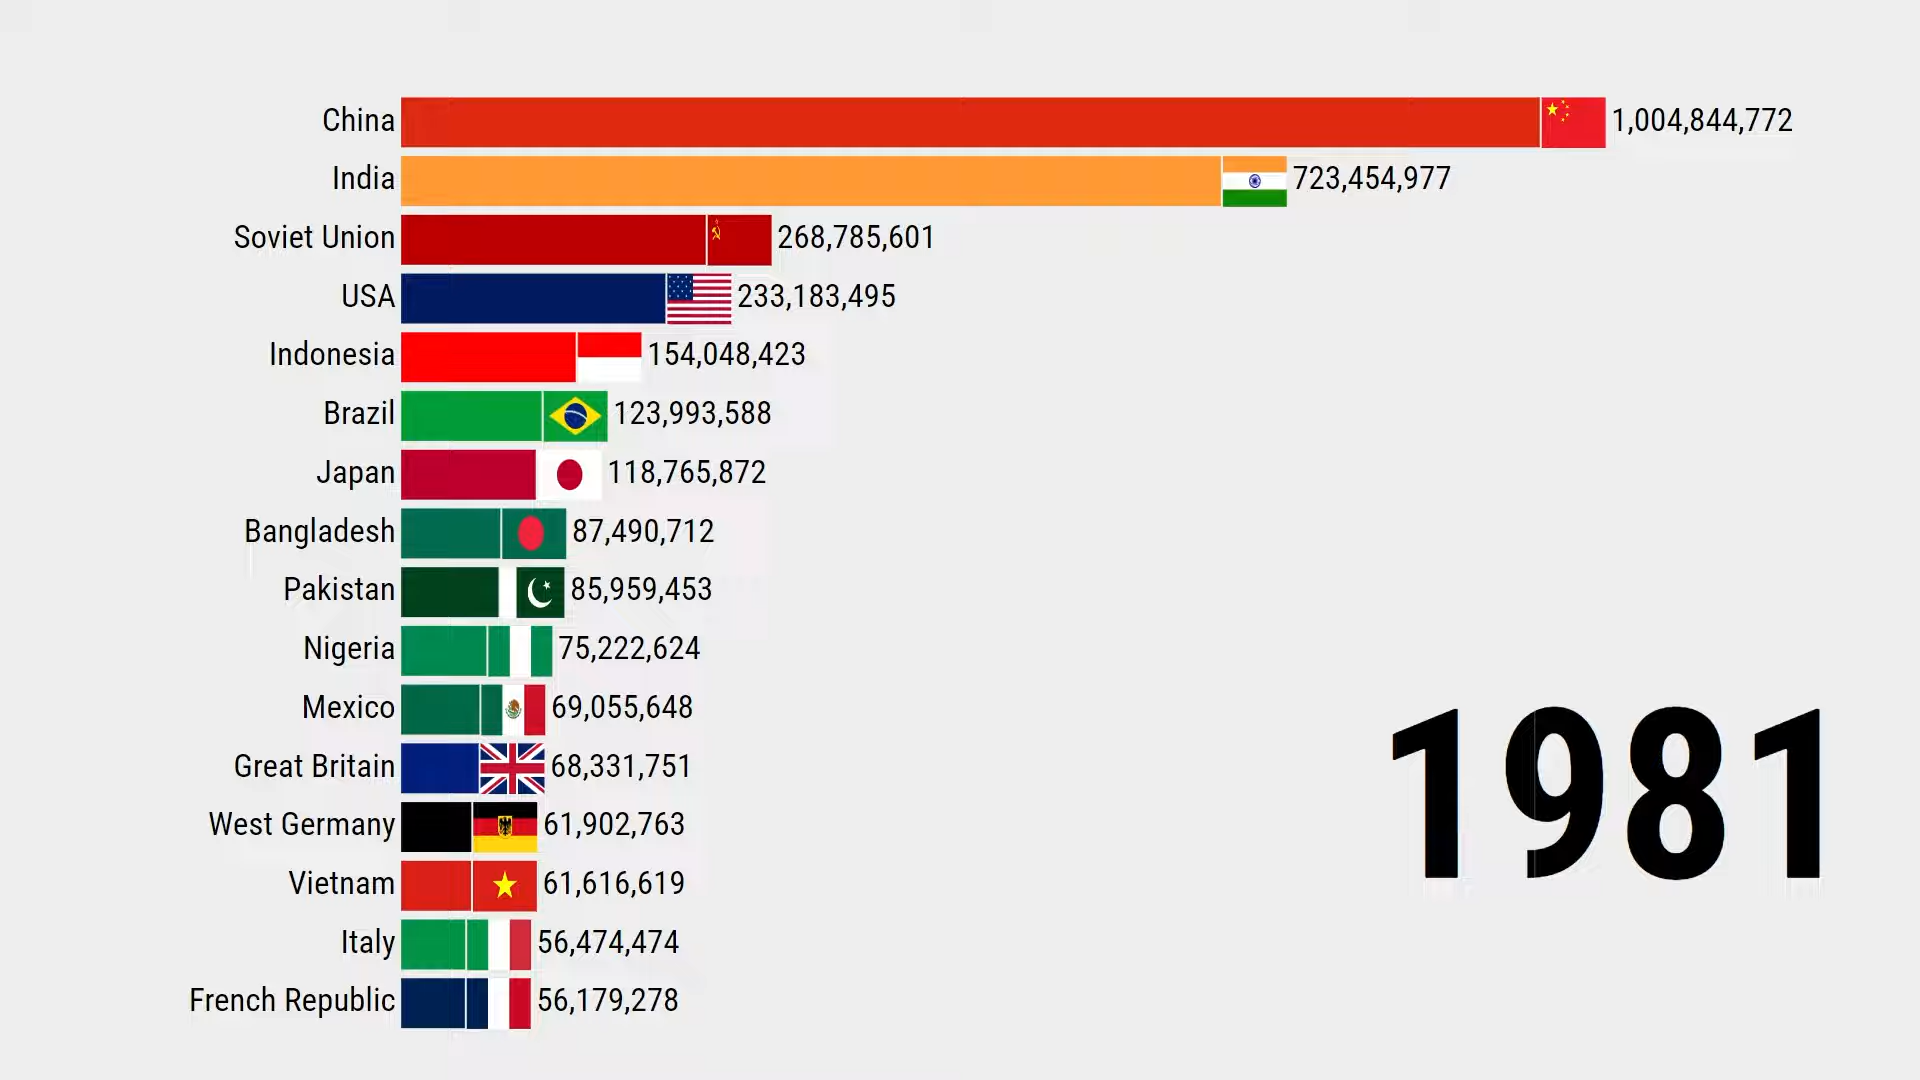 China 1,004,844,772
India 723,454,977
Soviet Union 268,785,601
USA 233,183,495
Indonesia 154,048,423
Brazil 123,993,588
Japan 118,765,872
Bangladesh 87,490,712
Pakistan 85,959,453
Nigeria 75,222,624
Mexico 69,055,648
Great Britain 68,331,751
West Germany 61,902,763
Vietnam 61,616,619
Italy 56,474,474
French Republic 56,179,278
1981